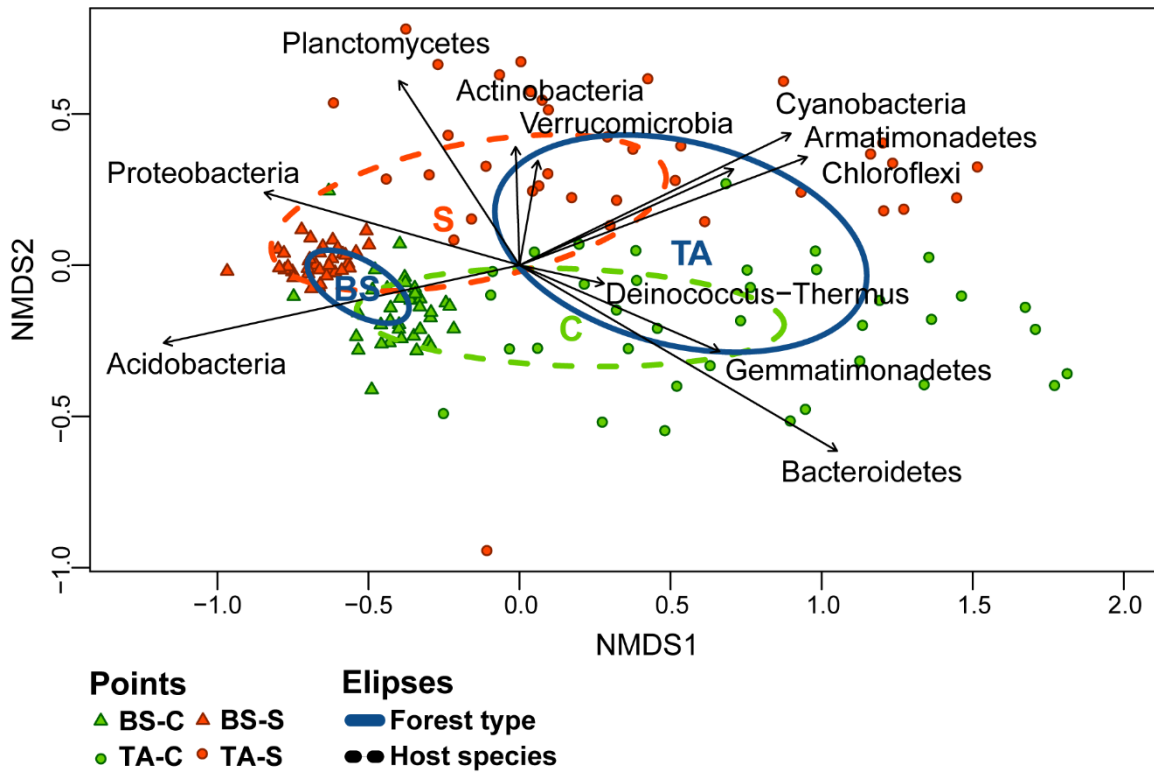 Planctomycetes
Actinobacteria
Cyanobacteria
Verrucomicrobia
Armatimonadetes
Proteobacteria
Chloroflexi
S
TA
BS
Deinococcus−Thermus
C
Acidobacteria
Gemmatimonadetes
Bacteroidetes
NMDS2
0.5
0.0
−0.5
−1.0
−1.0 −0.5 0.0 0.5 1.0 1.5 2.0
NMDS1
Points Elipses
BS-C BS-S Forest type
TA-C TA-S Host species